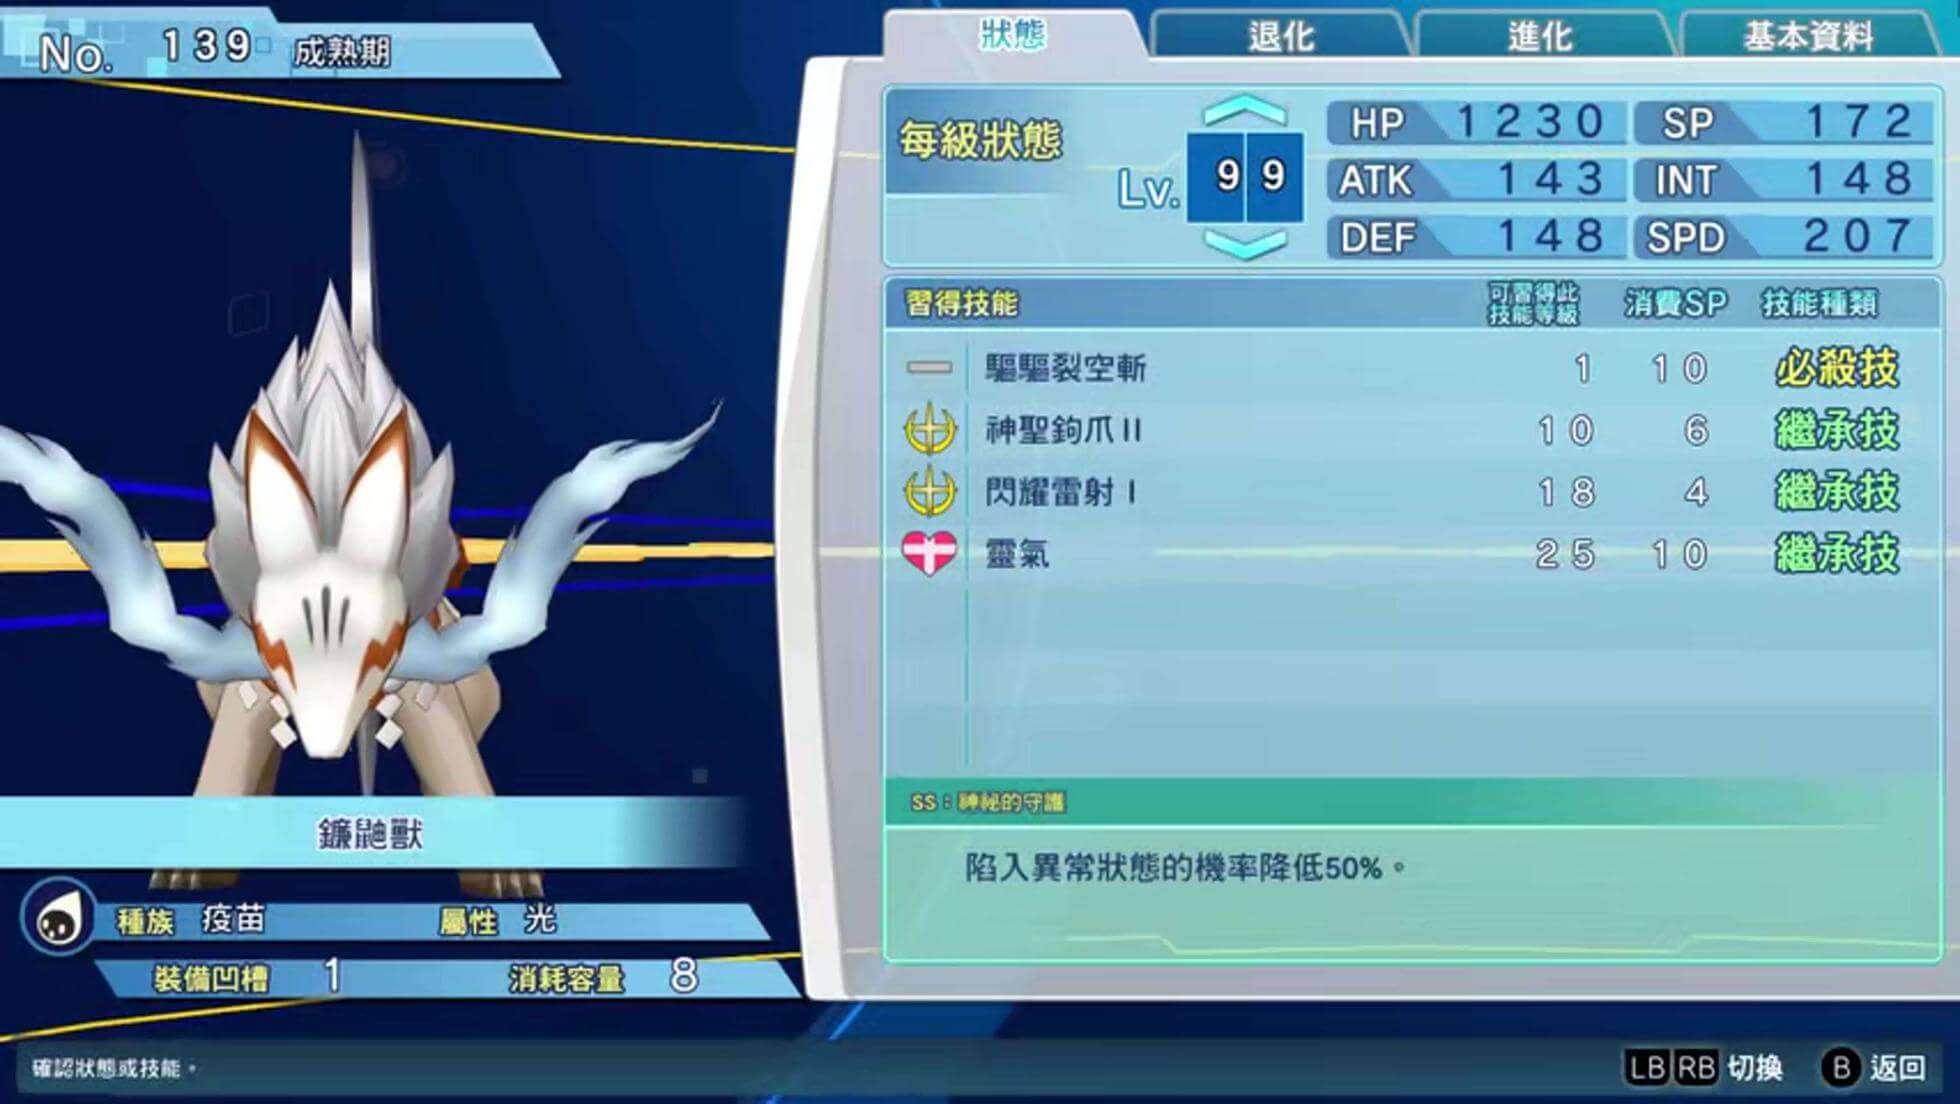 No. 139 成熟期
狀態 退化 進化 基本資料
每級狀態
Lv. 99
HP 1230 SP 172
ATK 143 INT 148
DEF 148 SPD 207
習得技能 可習得此技能等級 消費SP 技能種類
驅驅裂空斬 1 10 必殺技
神聖鉤爪II 10 6 繼承技
閃耀雷射I 18 4 繼承技
靈氣 25 10 繼承技
SS：神祕的守護
陷入異常狀態的機率降低50%。
鐮鼬獸
種族 疫苗 屬性 光
裝備凹槽 1 消耗容量 8
確認狀態或技能。
LB RB 切換 B 返回